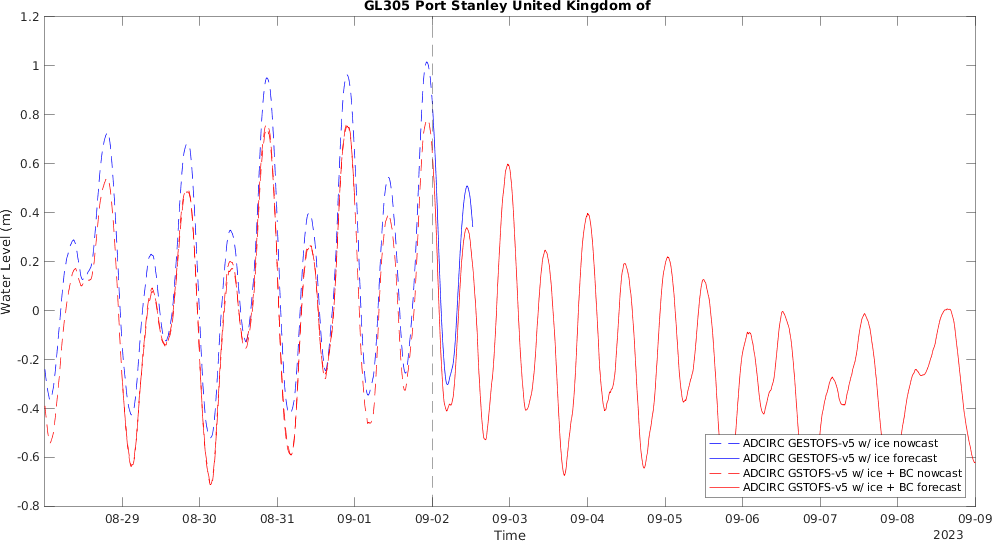 GL305 Port Stanley United Kingdom of
1.2
1
0.8
0.6
0.4
0.2
0
-0.2
-0.4
-0.6
-0.8
Water Level (m)
ADCIRC GESTOFS-v5 w/ ice nowcast
ADCIRC GESTOFS-v5 w/ ice forecast
ADCIRC GSTOFS-v5 w/ ice + BC nowcast
ADCIRC GSTOFS-v5 w/ ice + BC forecast
08-29 08-30 08-31 09-01 09-02 09-03 09-04 09-05 09-06 09-07 09-08 09-09
Time
2023